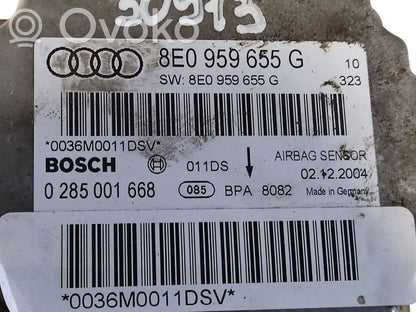 30913
OVOKO
8E0 959 655 G 10
SW: 8E0 959 655 G 323
*0036M0011DSV*
BOSCH 011DS AIRBAG SENSOR
02.12.2004
0 285 001 668 085 BPA 8082 Made in Germany
*0036M0011DSV*